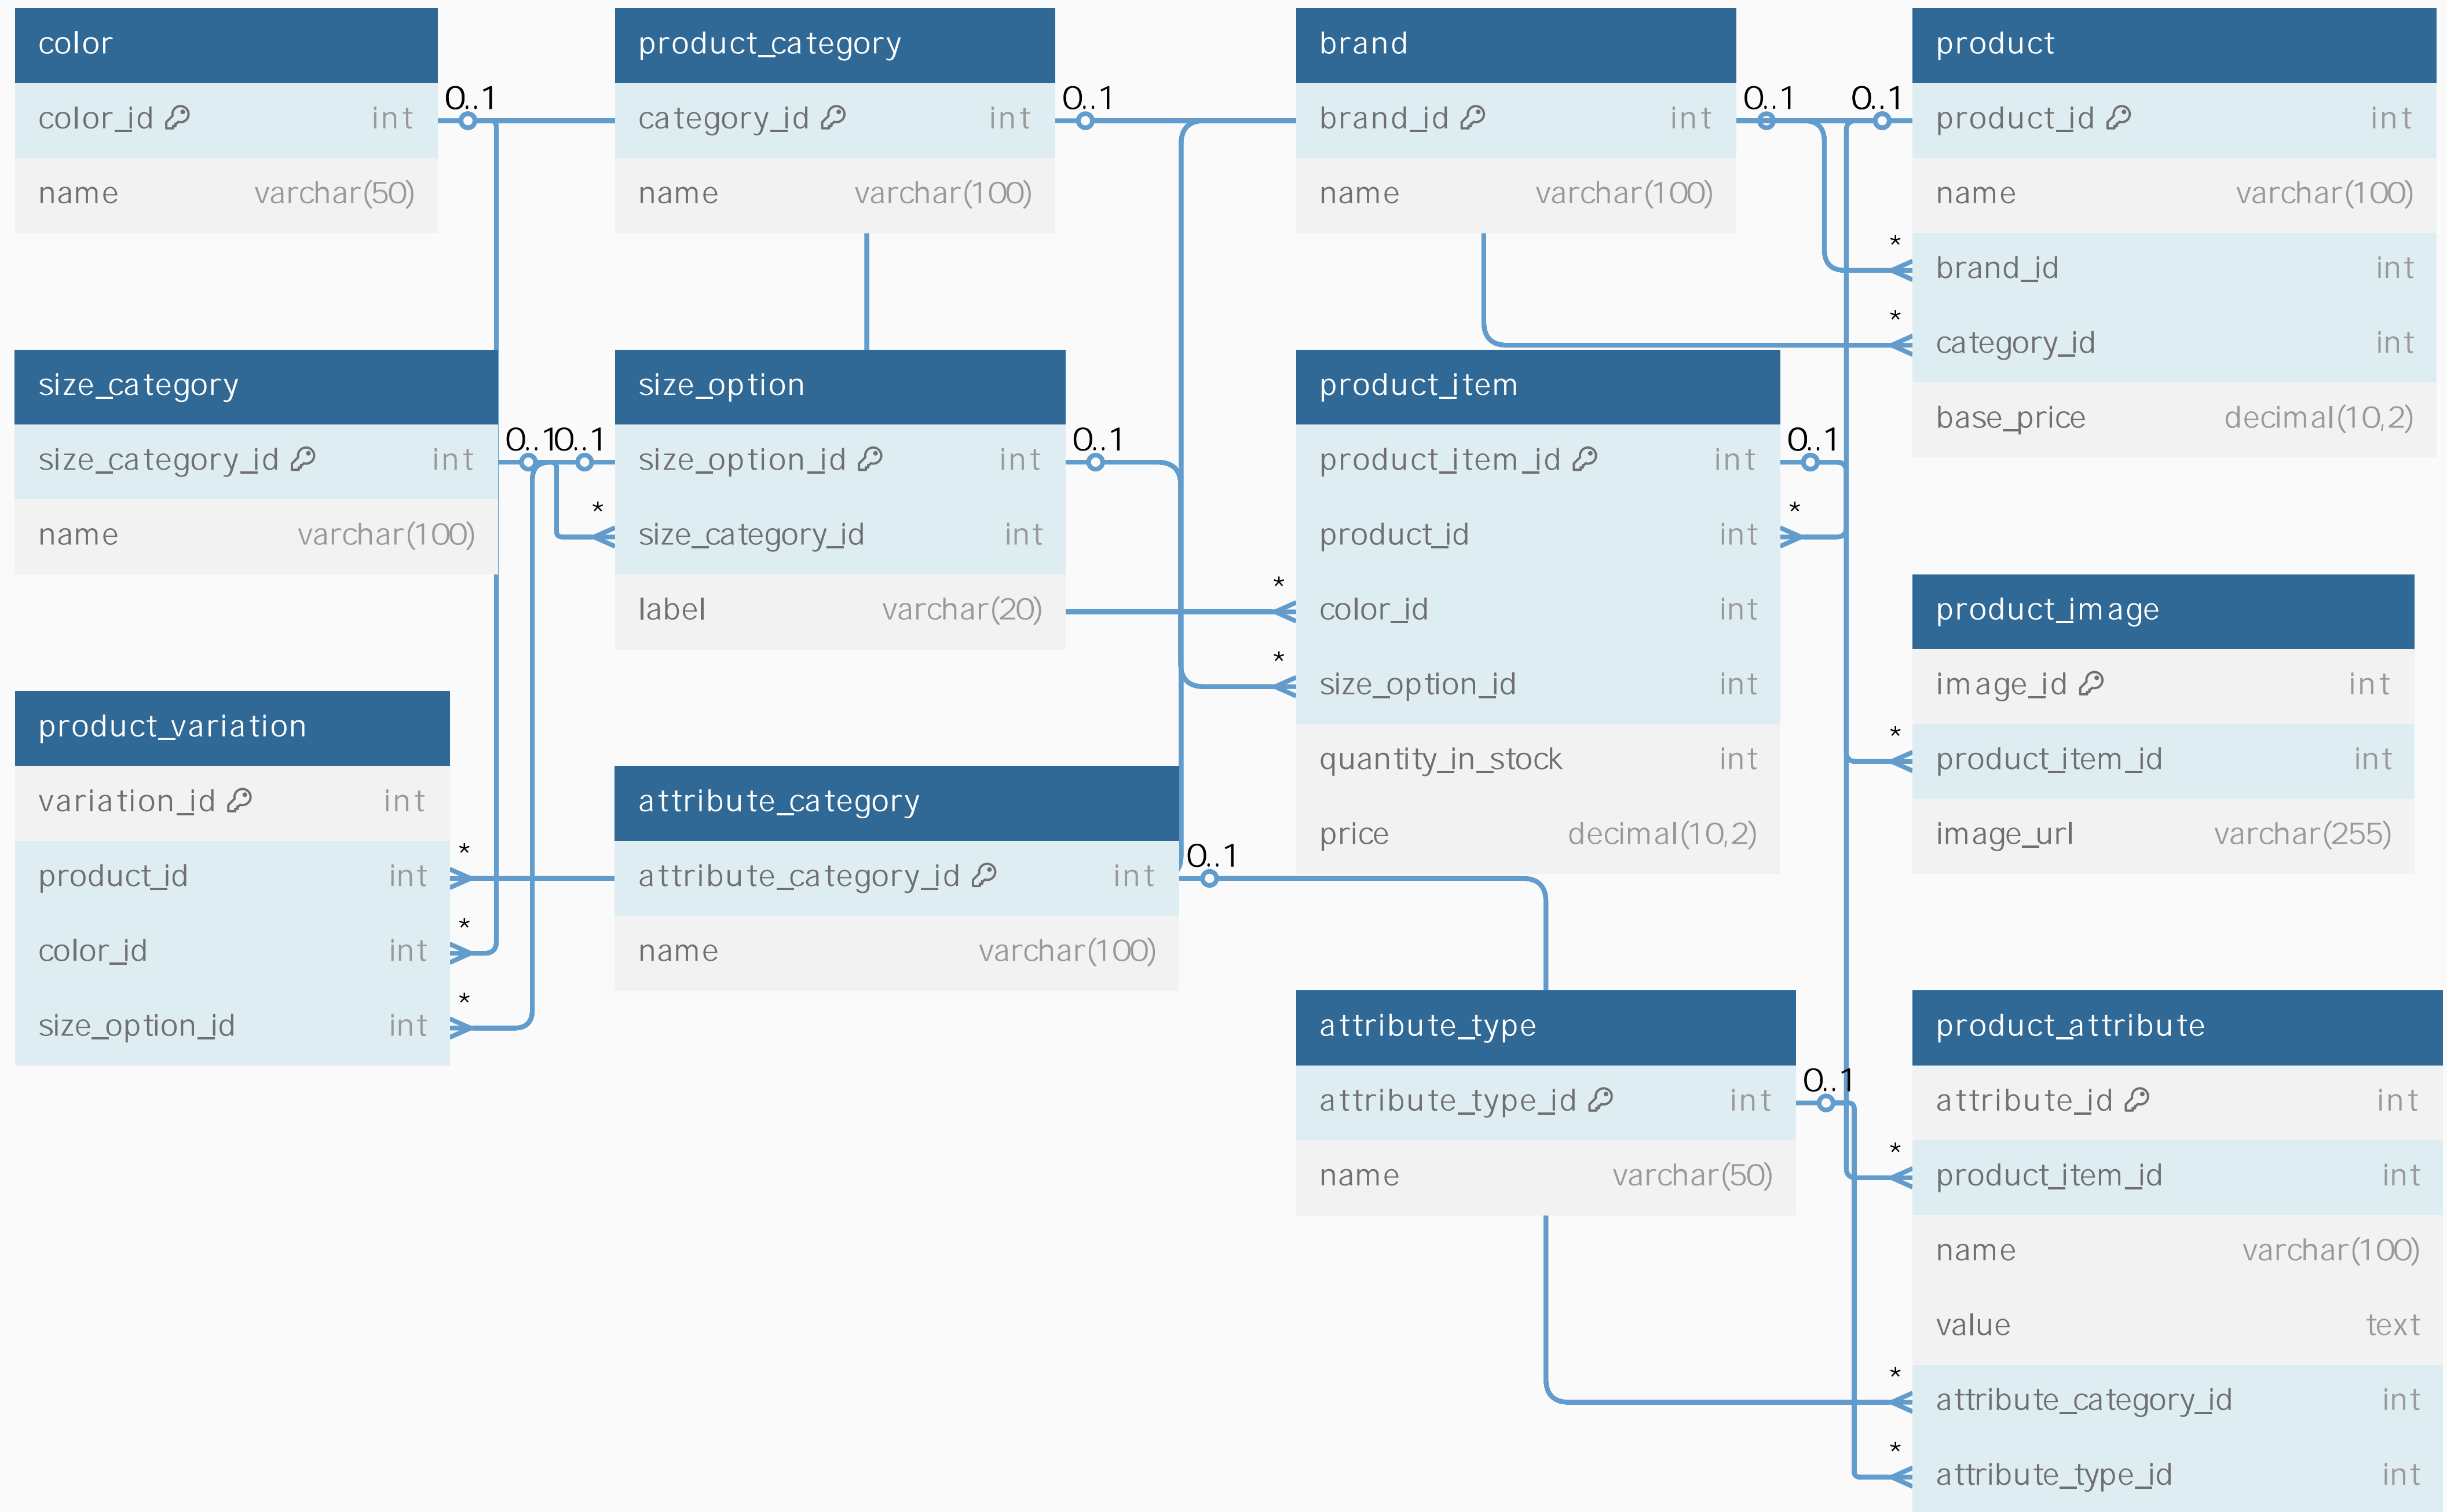 color
color_id int
name varchar(50)
product_category
category_id int
name varchar(100)
brand
brand_id int
name varchar(100)
product
product_id int
name varchar(100)
brand_id int
category_id int
base_price decimal(10,2)
0..1
0..1
0..1
0..1
*
*
size_category
size_category_id int
name varchar(100)
size_option
size_option_id int
size_category_id int
label varchar(20)
product_item
product_item_id int
product_id int
color_id int
size_option_id int
quantity_in_stock int
price decimal(10,2)
0..1
0..1
0..1
0..1
*
*
*
*
product_image
image_id int
product_item_id int
image_url varchar(255)
*
product_variation
variation_id int
product_id int
color_id int
size_option_id int
*
*
*
attribute_category
attribute_category_id int
name varchar(100)
0..1
attribute_type
attribute_type_id int
name varchar(50)
0..1
product_attribute
attribute_id int
product_item_id int
name varchar(100)
value text
attribute_category_id int
attribute_type_id int
*
*
*